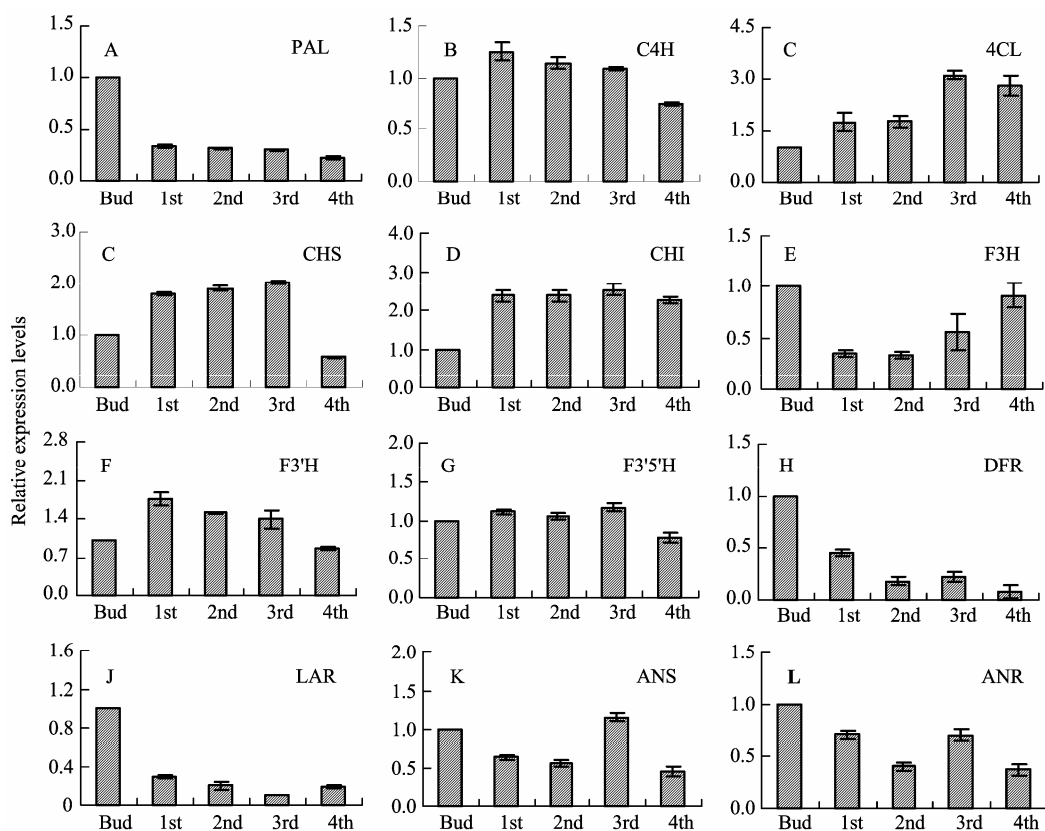 Relative expression levels
A PAL
1.5
1.0
0.5
0.0
Bud 1st 2nd 3rd 4th
B C4H
1.5
1.0
0.5
0.0
Bud 1st 2nd 3rd 4th
C 4CL
4.5
3.0
1.5
0.0
Bud 1st 2nd 3rd 4th
C CHS
3.0
2.0
1.0
0.0
Bud 1st 2nd 3rd 4th
D CHI
4.0
3.0
2.0
1.0
0.0
Bud 1st 2nd 3rd 4th
E F3H
1.5
1.0
0.5
0.0
Bud 1st 2nd 3rd 4th
F F3'H
2.8
2.1
1.4
0.7
0.0
Bud 1st 2nd 3rd 4th
G F3'5'H
2.0
1.5
1.0
0.5
0.0
Bud 1st 2nd 3rd 4th
H DFR
1.5
1.0
0.5
0.0
Bud 1st 2nd 3rd 4th
J LAR
1.6
1.2
0.8
0.4
0
Bud 1st 2nd 3rd 4th
K ANS
2.0
1.5
1.0
0.5
0.0
Bud 1st 2nd 3rd 4th
L ANR
1.5
1.0
0.5
0.0
Bud 1st 2nd 3rd 4th